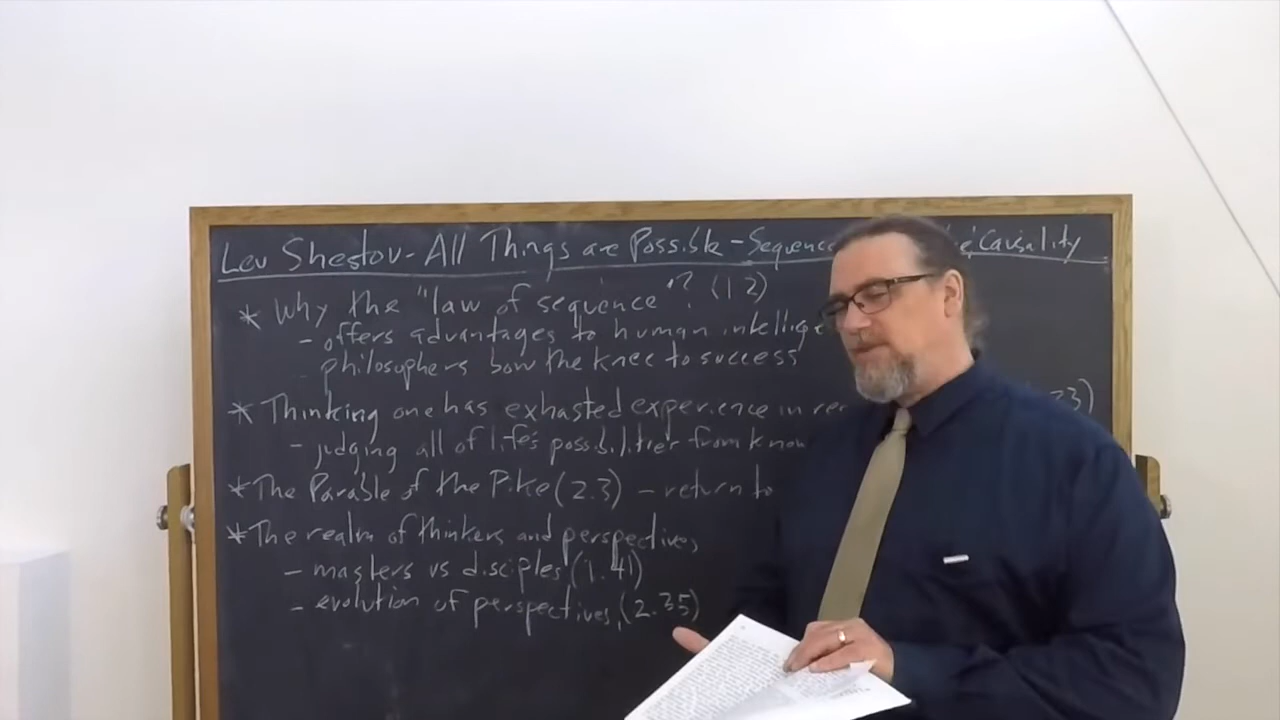 Lev Shestov - All Things are Possible - Sequence Causality
* Why the "law of sequence"? (1.2)
- offers advantages to human intellige
- philosophers bow the knee to success
* Thinking one has exhasted experience in 23)
- judging all of life's possibilities from know
* The Parable of the Pike (2.3) - return to
* The realm of thinkers and perspectives
- masters vs disciples (1.41)
- evolution of perspectives, (2.35)